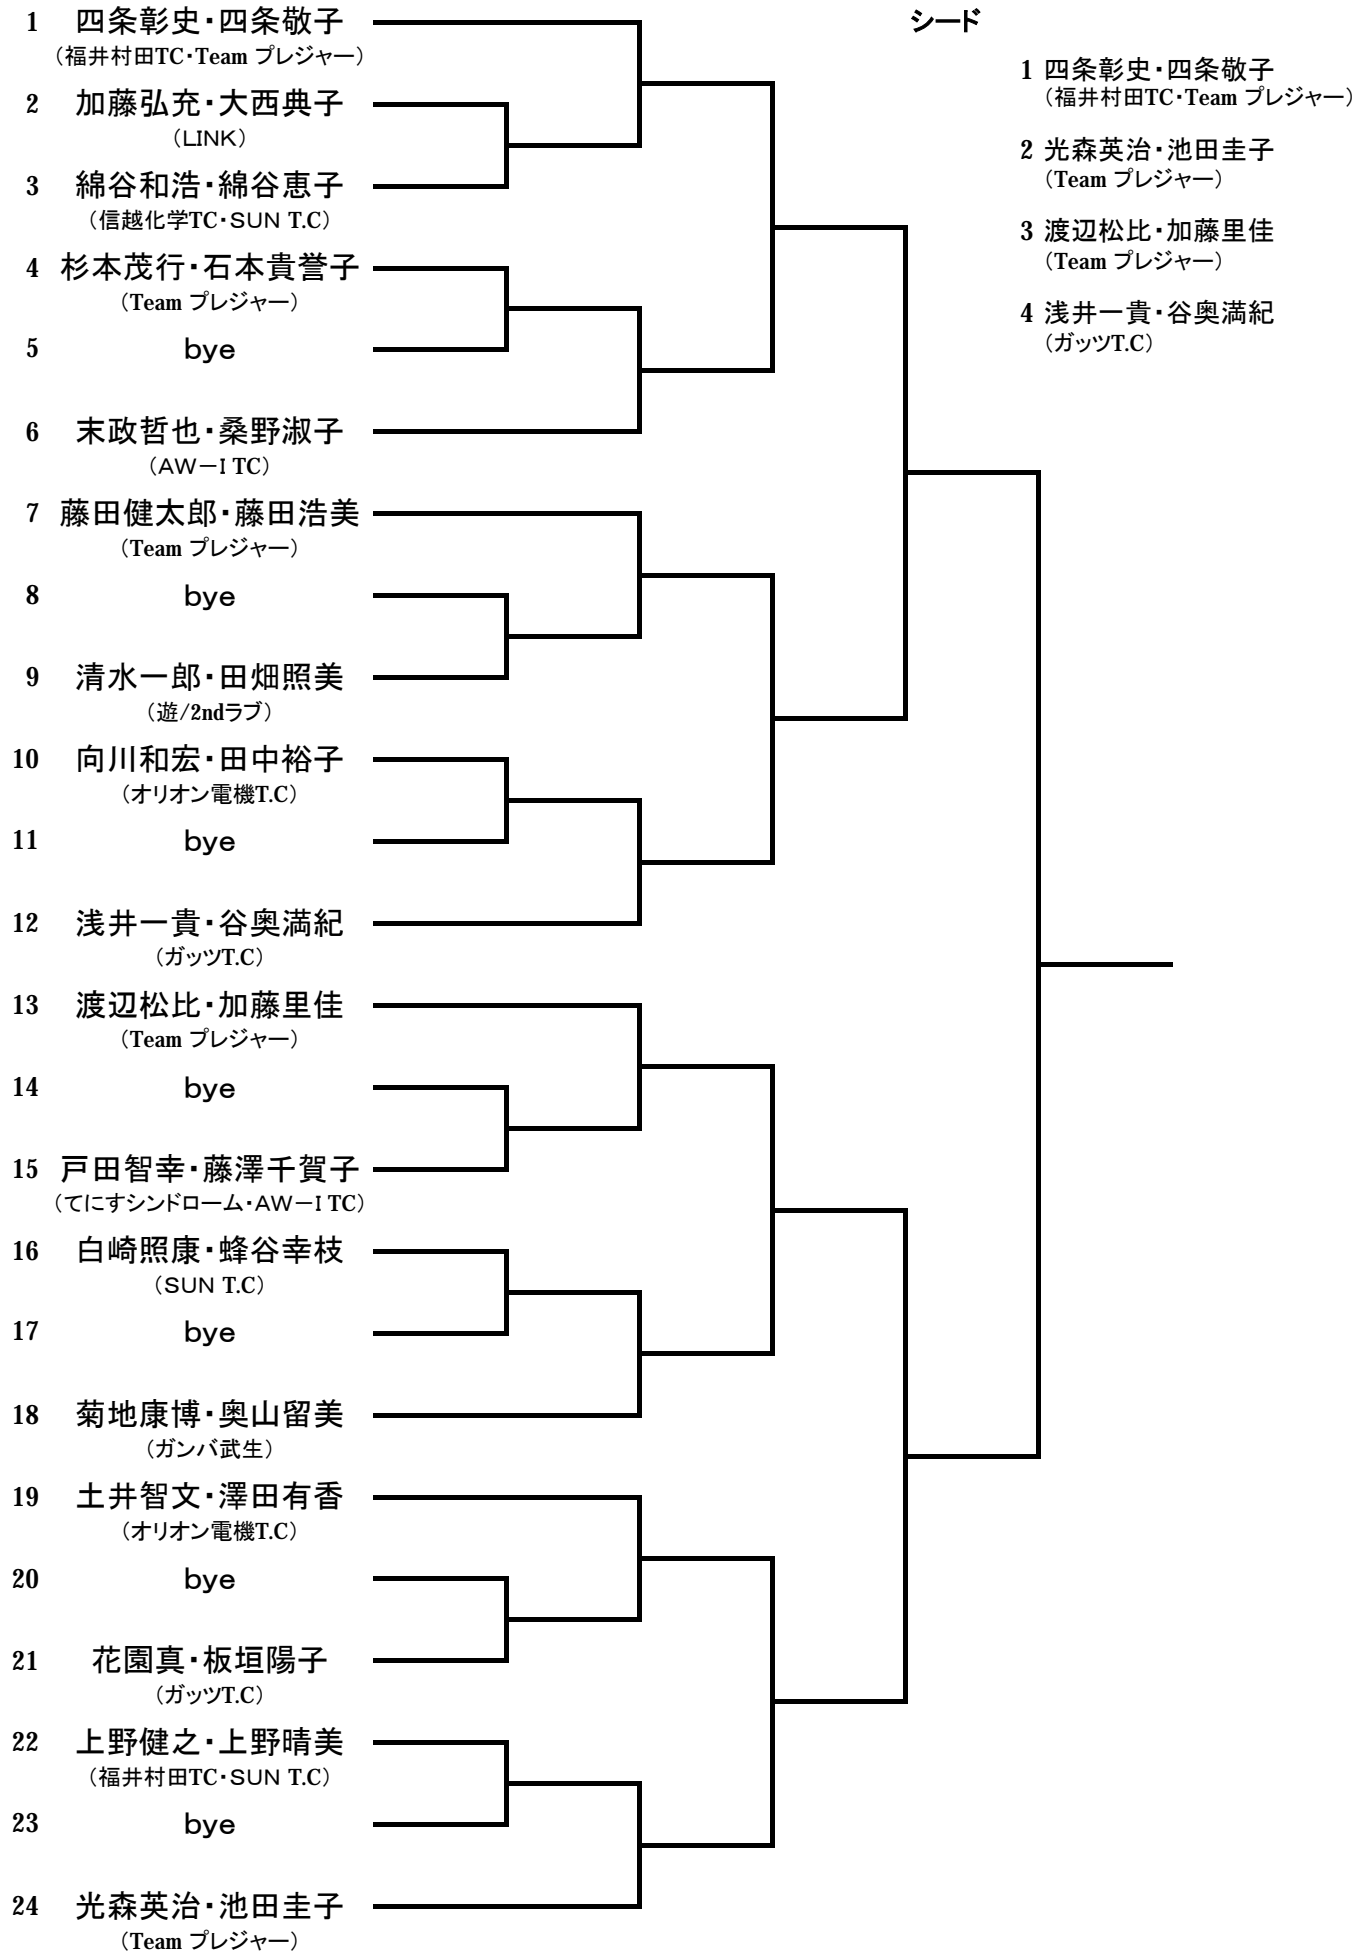 1 四条彰史・四条敬子
（福井村田TC・Team プレジャー）
2 加藤弘充・大西典子
（LINK）
3 綿谷和浩・綿谷恵子
（信越化学TC・SUN T.C）
4 杉本茂行・石本貴誉子
（Team プレジャー）
5 bye
6 末政哲也・桑野淑子
（AW－I TC）
7 藤田健太郎・藤田浩美
（Team プレジャー）
8 bye
9 清水一郎・田畑照美
（遊/2ndラブ）
10 向川和宏・田中裕子
（オリオン電機T.C）
11 bye
12 浅井一貴・谷奥満紀
（ガッツT.C）
13 渡辺松比・加藤里佳
（Team プレジャー）
14 bye
15 戸田智幸・藤澤千賀子
（てにすシンドローム・AW－I TC）
16 白崎照康・蜂谷幸枝
（SUN T.C）
17 bye
18 菊地康博・奥山留美
（ガンバ武生）
19 土井智文・澤田有香
（オリオン電機T.C）
20 bye
21 花園真・板垣陽子
（ガッツT.C）
22 上野健之・上野晴美
（福井村田TC・SUN T.C）
23 bye
24 光森英治・池田圭子
（Team プレジャー）
シード
1 四条彰史・四条敬子
（福井村田TC・Team プレジャー）
2 光森英治・池田圭子
（Team プレジャー）
3 渡辺松比・加藤里佳
（Team プレジャー）
4 浅井一貴・谷奥満紀
（ガッツT.C）